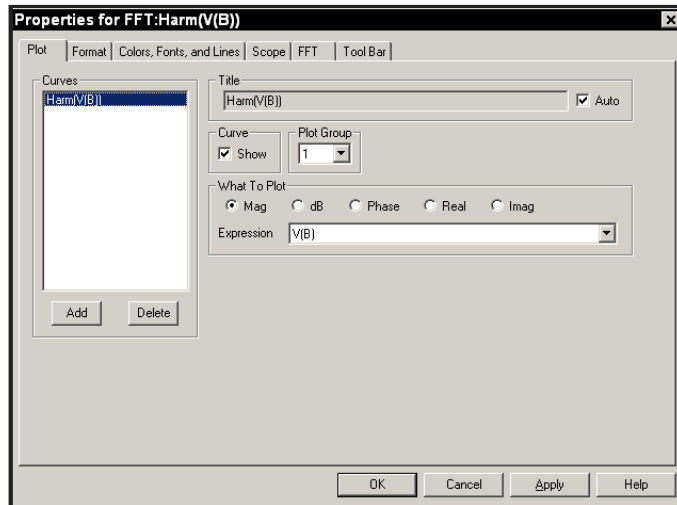 Properties for FFT:Harm(V(B))
Plot Format Colors, Fonts, and Lines Scope FFT Tool Bar
Curves
Harm(V(B))
Add Delete
Title
Harm(V(B)) Auto
Curve Plot Group
Show 1
What To Plot
Mag dB Phase Real Imag
Expression V(B)
OK Cancel Apply Help